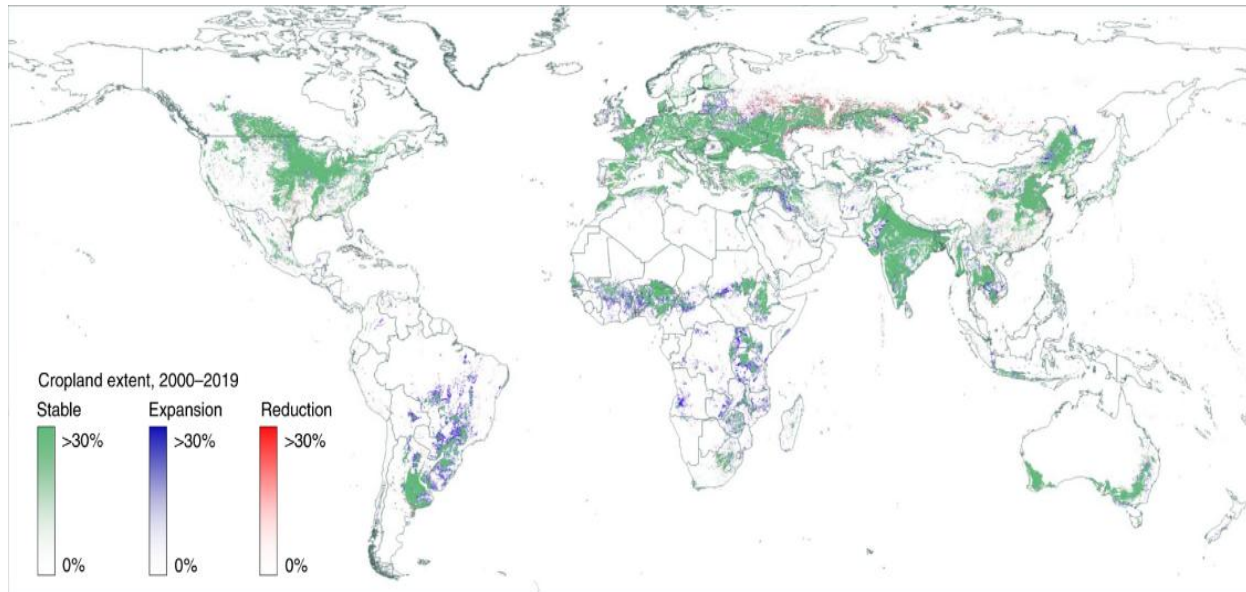 Cropland extent, 2000–2019
Stable Expansion Reduction
>30% >30% >30%
0% 0% 0%